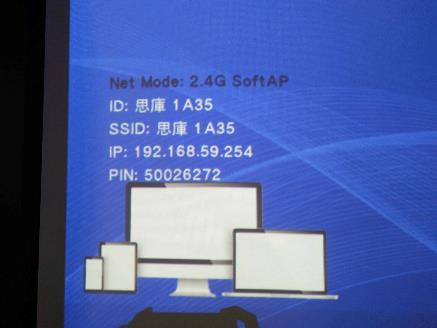 Net Mode: 2.4G SoftAP
ID: 思庫 1A35
SSID: 思庫 1A35
IP: 192.168.59.254
PIN: 50026272